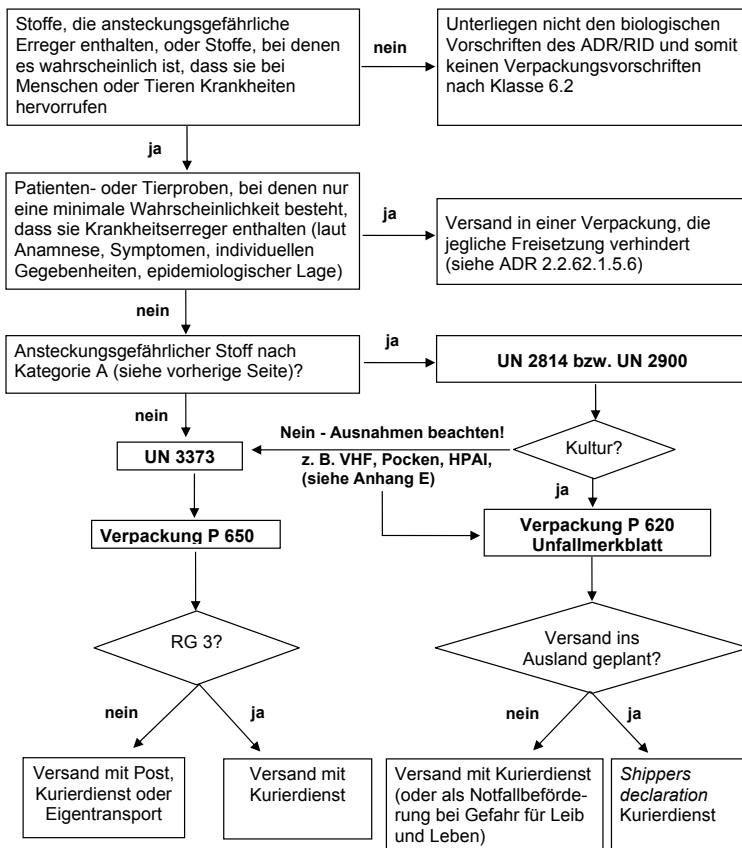 Stoffe, die ansteckungsgefährliche
Erreger enthalten, oder Stoffe, bei denen
es wahrscheinlich ist, dass sie bei
Menschen oder Tieren Krankheiten
hervorrufen
nein
Unterliegen nicht den biologischen
Vorschriften des ADR/RID und somit
keinen Verpackungsvorschriften
nach Klasse 6.2
ja
Patienten- oder Tierproben, bei denen nur
eine minimale Wahrscheinlichkeit besteht,
dass sie Krankheitserreger enthalten (laut
Anamnese, Symptomen, individuellen
Gegebenheiten, epidemiologischer Lage)
ja
Versand in einer Verpackung, die
jegliche Freisetzung verhindert
(siehe ADR 2.2.62.1.5.6)
nein
Ansteckungsgefährlicher Stoff nach
Kategorie A (siehe vorherige Seite)?
ja
UN 2814 bzw. UN 2900
nein
Nein - Ausnahmen beachten!
z. B. VHF, Pocken, HPAI,
(siehe Anhang E)
Kultur?
UN 3373
ja
Verpackung P 650
Verpackung P 620
Unfallmerkblatt
RG 3?
Versand ins
Ausland geplant?
nein
ja
nein
ja
Versand mit Post,
Kurierdienst oder
Eigentransport
Versand mit
Kurierdienst
Versand mit Kurierdienst
(oder als Notfallbeförde-
rung bei Gefahr für Leib
und Leben)
Shippers
declaration
Kurierdienst